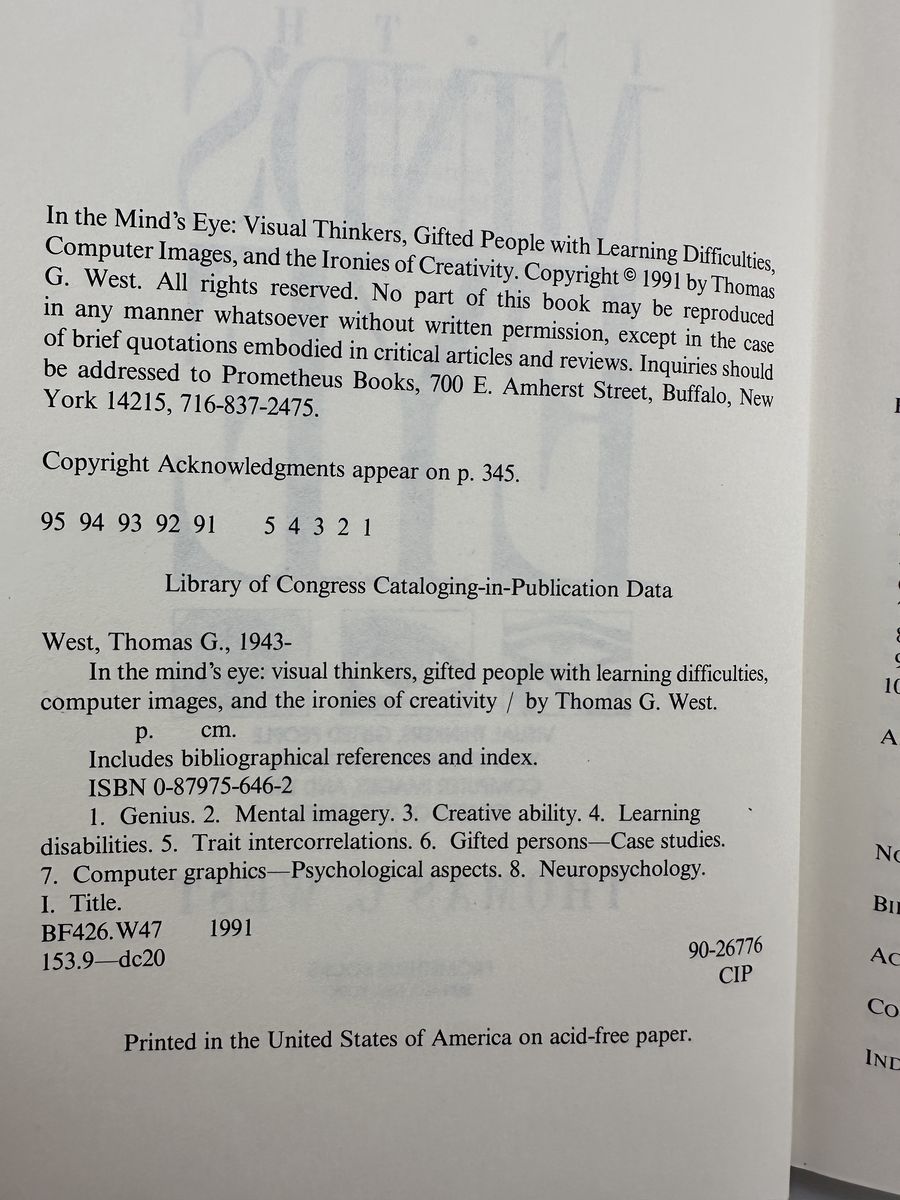 In the Mind's Eye: Visual Thinkers, Gifted People with Learning Difficulties,
Computer Images, and the Ironies of Creativity. Copyright © 1991 by Thomas
G. West. All rights reserved. No part of this book may be reproduced
in any manner whatsoever without written permission, except in the case
of brief quotations embodied in critical articles and reviews. Inquiries should
be addressed to Prometheus Books, 700 E. Amherst Street, Buffalo, New
York 14215, 716-837-2475.
Copyright Acknowledgments appear on p. 345.
95 94 93 92 91 5 4 3 2 1
Library of Congress Cataloging-in-Publication Data
West, Thomas G., 1943-
In the mind's eye: visual thinkers, gifted people with learning difficulties,
computer images, and the ironies of creativity / by Thomas G. West.
p. cm.
Includes bibliographical references and index.
ISBN 0-87975-646-2
1. Genius. 2. Mental imagery. 3. Creative ability. 4. Learning
disabilities. 5. Trait intercorrelations. 6. Gifted persons—Case studies.
7. Computer graphics—Psychological aspects. 8. Neuropsychology.
I. Title.
BF426.W47 1991
153.9—dc20
90-26776
CIP
Printed in the United States of America on acid-free paper.